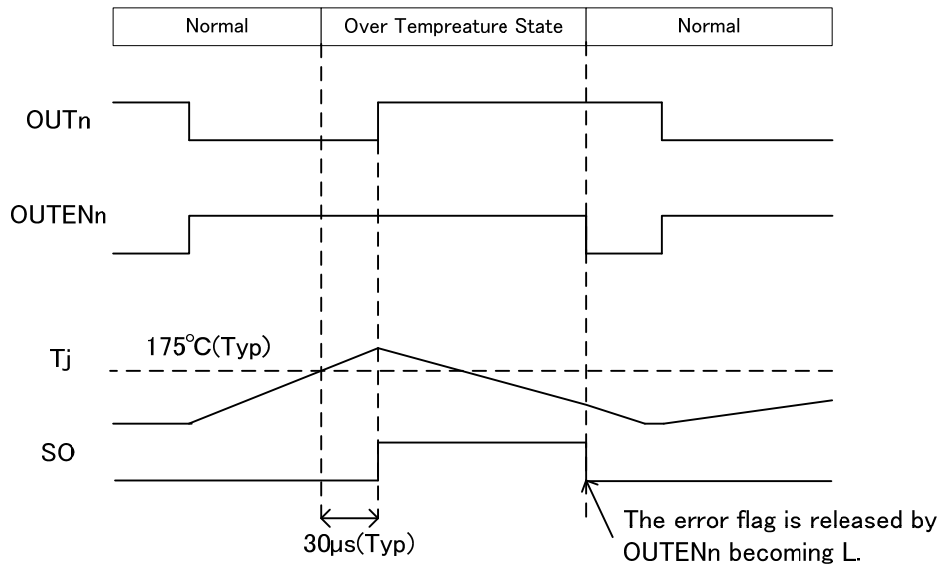 Normal
Over Tempreature State
Normal
OUTn
OUTENn
Tj
175°C(Typ)
SO
30µs(Typ)
The error flag is released by
OUTENn becoming L.